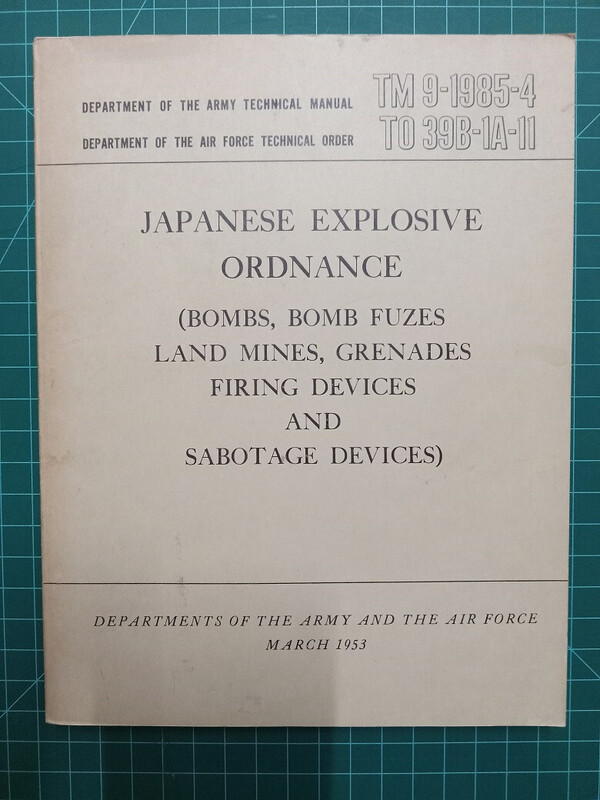 DEPARTMENT OF THE ARMY TECHNICAL MANUAL
TM 9-1985-4
DEPARTMENT OF THE AIR FORCE TECHNICAL ORDER
TO 39B-1A-11
JAPANESE EXPLOSIVE
ORDNANCE
(BOMBS, BOMB FUZES
LAND MINES, GRENADES
FIRING DEVICES
AND
SABOTAGE DEVICES)
DEPARTMENTS OF THE ARMY AND THE AIR FORCE
MARCH 1953